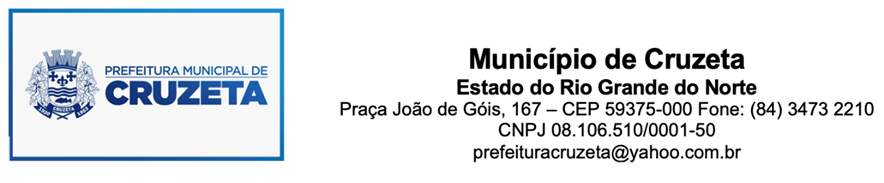 PREFEITURA MUNICIPAL DE
CRUZETA
CRUZETA
Município de Cruzeta
Estado do Rio Grande do Norte
Praça João de Góis, 167 – CEP 59375-000 Fone: (84) 3473 2210
CNPJ 08.106.510/0001-50
prefeituracruzeta@yahoo.com.br